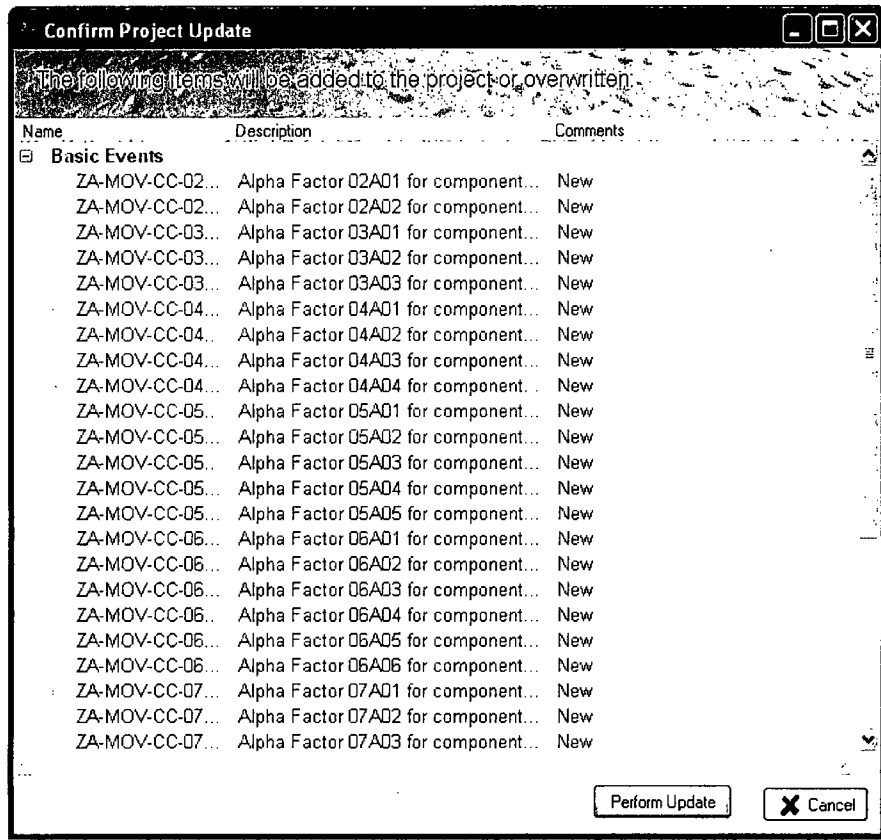 Confirm Project Update
The following items will be added to the project or overwritten.
Name Description Comments
Basic Events
ZA-MOV-CC-02... Alpha Factor 02A01 for component... New
ZA-MOV-CC-02... Alpha Factor 02A02 for component... New
ZA-MOV-CC-03... Alpha Factor 03A01 for component... New
ZA-MOV-CC-03... Alpha Factor 03A02 for component... New
ZA-MOV-CC-03... Alpha Factor 03A03 for component... New
ZA-MOV-CC-04... Alpha Factor 04A01 for component... New
ZA-MOV-CC-04... Alpha Factor 04A02 for component... New
ZA-MOV-CC-04... Alpha Factor 04A03 for component... New
ZA-MOV-CC-04... Alpha Factor 04A04 for component... New
ZA-MOV-CC-05... Alpha Factor 05A01 for component... New
ZA-MOV-CC-05... Alpha Factor 05A02 for component... New
ZA-MOV-CC-05... Alpha Factor 05A03 for component... New
ZA-MOV-CC-05... Alpha Factor 05A04 for component... New
ZA-MOV-CC-05... Alpha Factor 05A05 for component... New
ZA-MOV-CC-06... Alpha Factor 06A01 for component... New
ZA-MOV-CC-06... Alpha Factor 06A02 for component... New
ZA-MOV-CC-06... Alpha Factor 06A03 for component... New
ZA-MOV-CC-06... Alpha Factor 06A04 for component... New
ZA-MOV-CC-06... Alpha Factor 06A05 for component... New
ZA-MOV-CC-06... Alpha Factor 06A06 for component... New
ZA-MOV-CC-07... Alpha Factor 07A01 for component... New
ZA-MOV-CC-07... Alpha Factor 07A02 for component... New
ZA-MOV-CC-07... Alpha Factor 07A03 for component... New
Perform Update Cancel